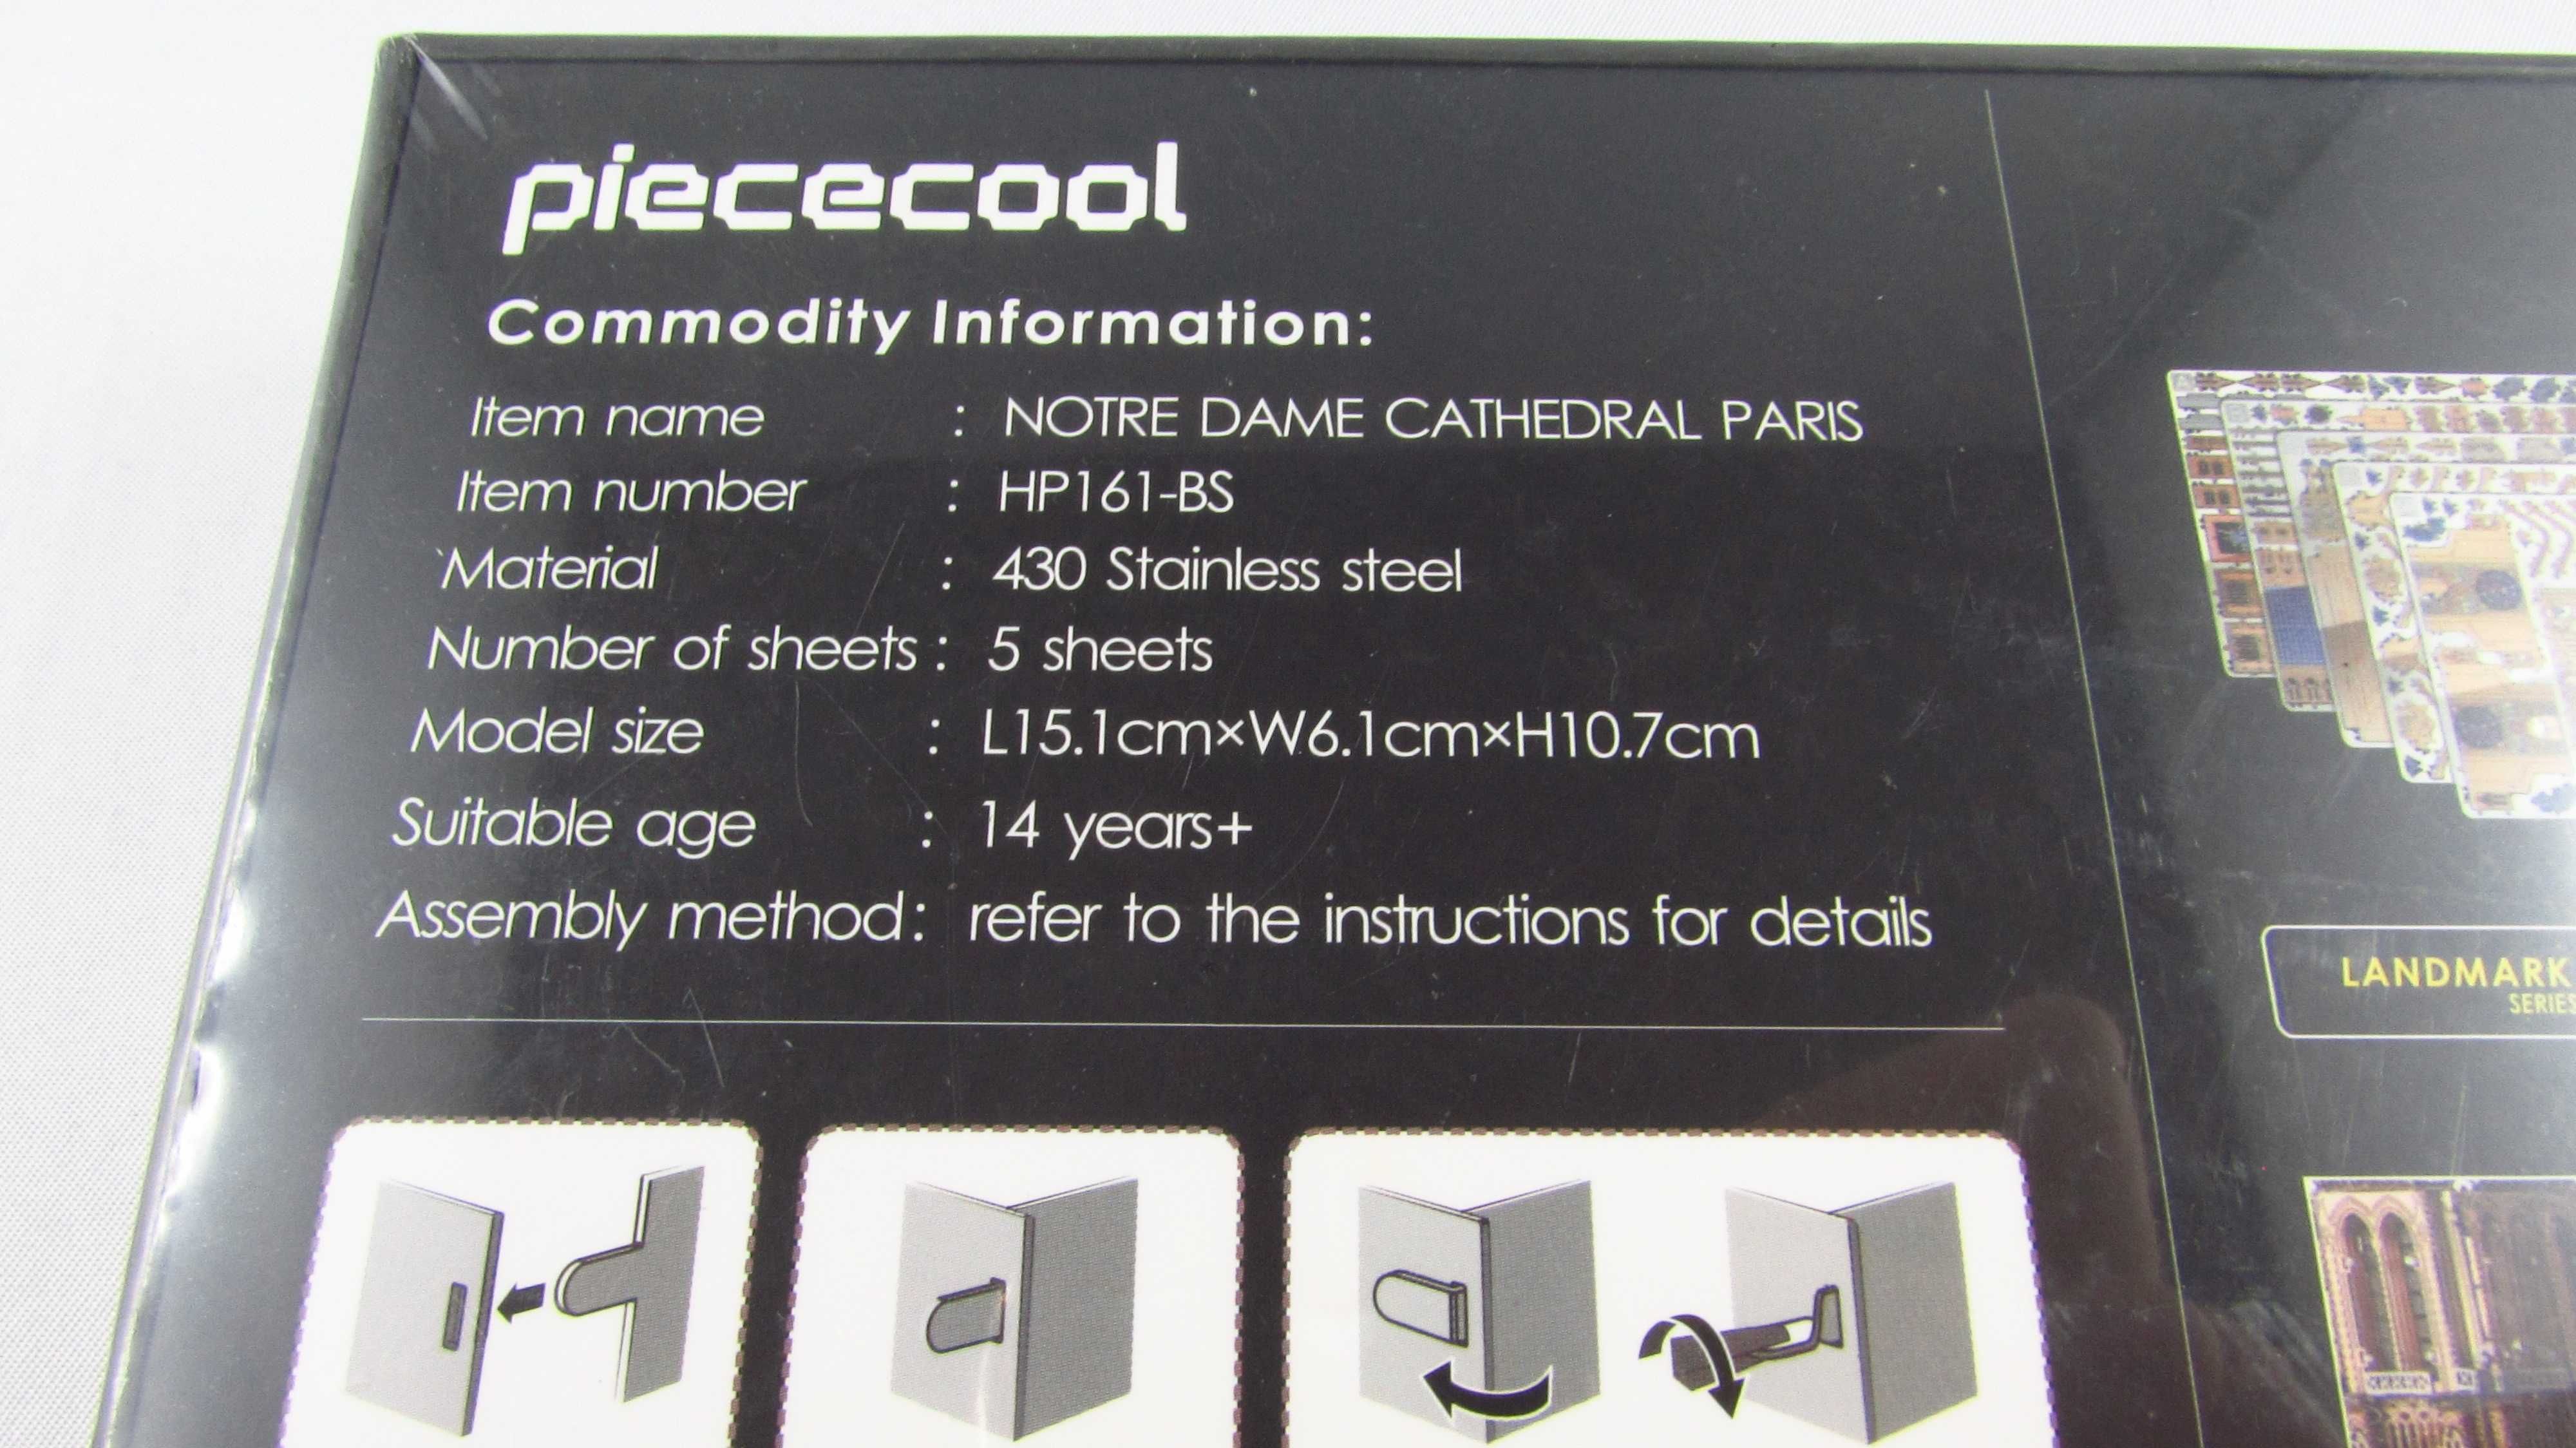 piececool
Commodity Information:
Item name : NOTRE DAME CATHEDRAL PARIS
Item number : HP161-BS
Material : 430 Stainless steel
Number of sheets : 5 sheets
Model size : L15.1cm×W6.1cm×H10.7cm
Suitable age : 14 years+
Assembly method : refer to the instructions for details
LANDMARK
SERIES